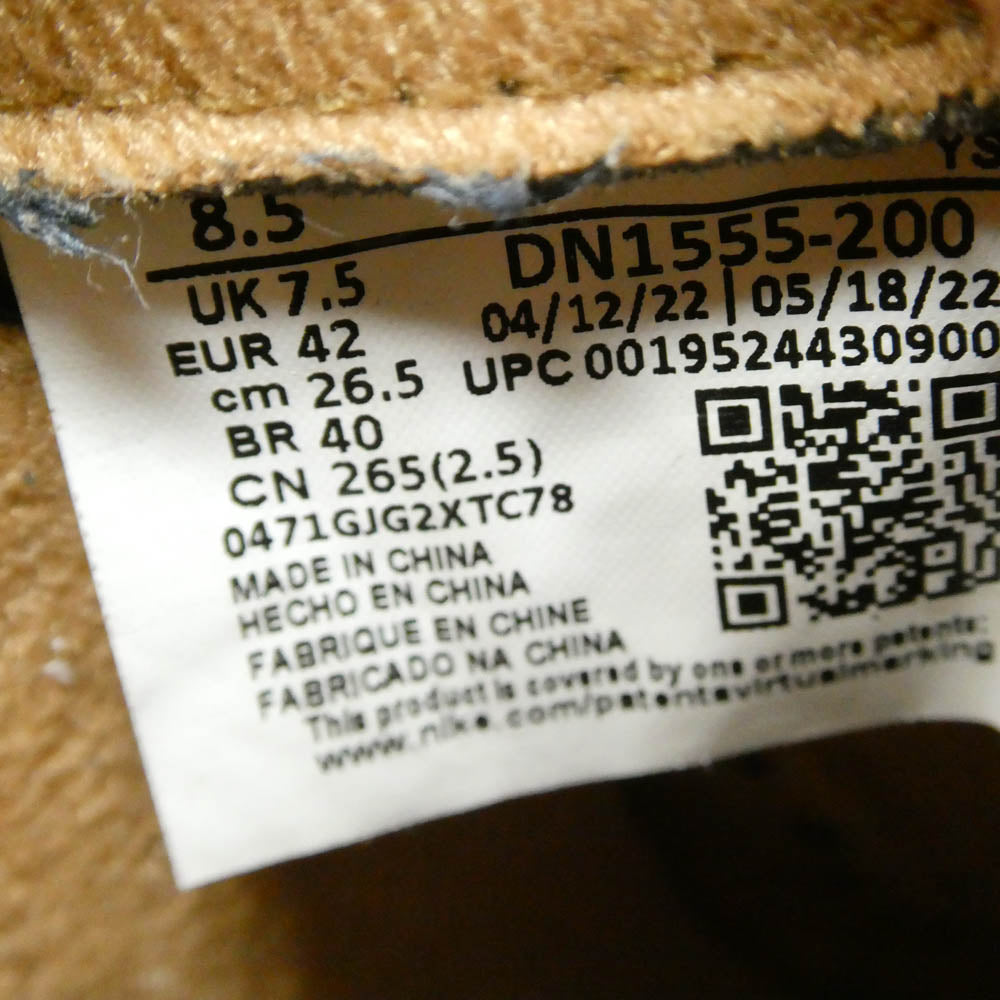 YS
8.5
DN1555-200
UK 7.5
04/12/22 | 05/18/22
EUR 42
UPC 0019524430900
cm 26.5
BR 40
CN 265(2.5)
0471GJG2XTC78
MADE IN CHINA
HECHO EN CHINA
FABRIQUE EN CHINE
FABRICADO NA CHINA
This product is covered by one or more patents:
www.nike.com/patentsvirtualmarking